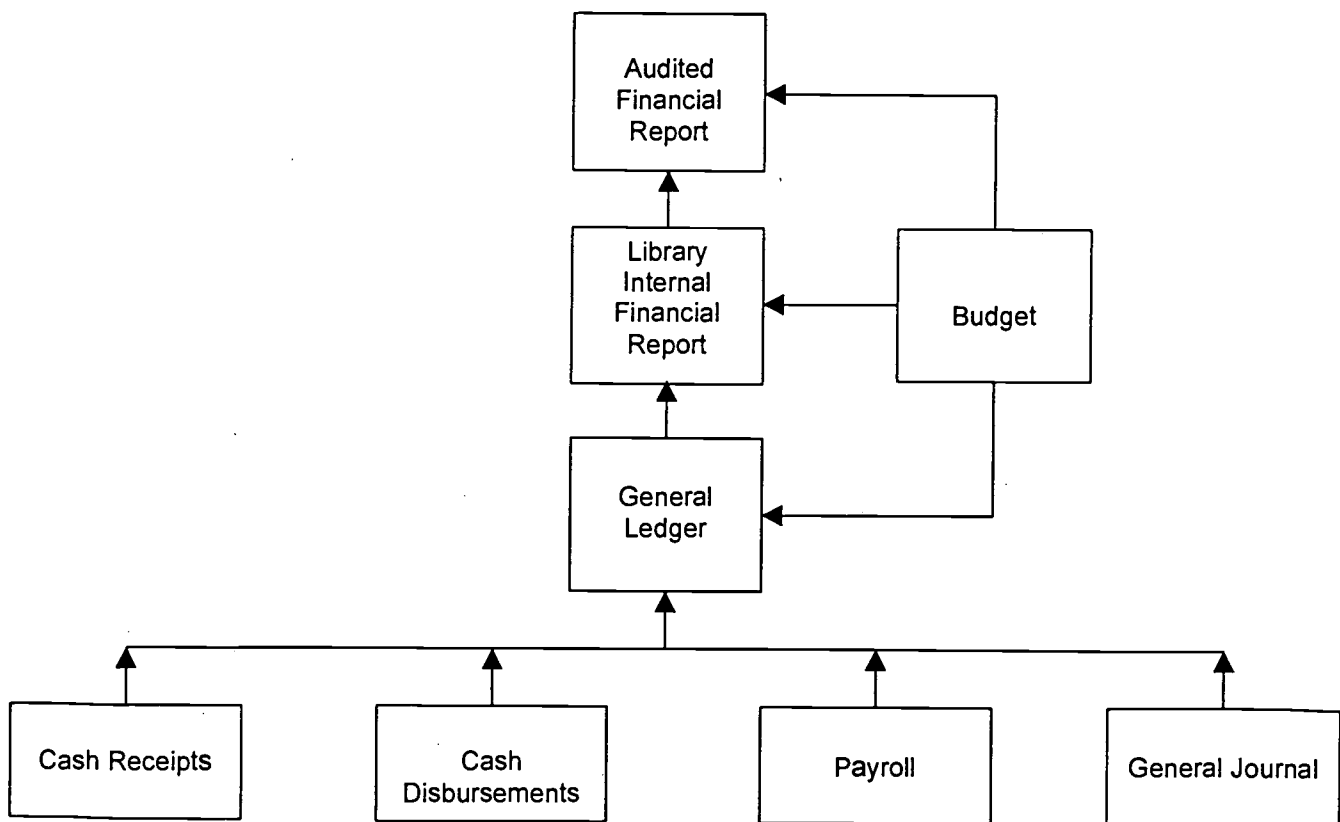 Audited
Financial
Report
Library
Internal
Financial
Report
Budget
General
Ledger
Cash Receipts
Cash
Disbursements
Payroll
General Journal